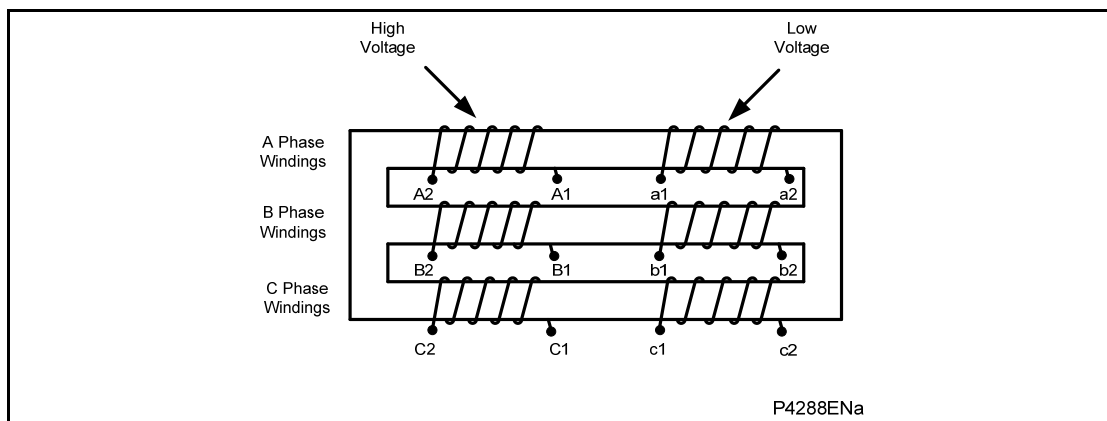 High
Voltage
Low
Voltage
A Phase
Windings
A2 A1 a1 a2
B Phase
Windings
B2 B1 b1 b2
C Phase
Windings
C2 C1 c1 c2
P4288ENa